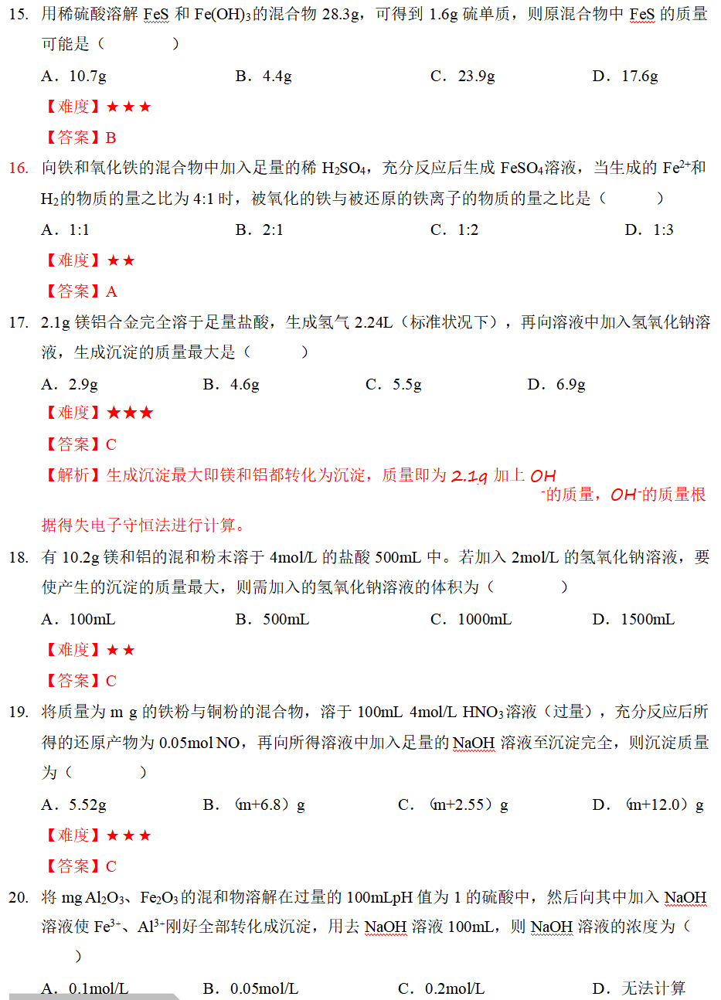 15. 用稀硫酸溶解 FeS 和 Fe(OH)₃的混合物 28.3g，可得到 1.6g 硫单质，则原混合物中 FeS 的质量
可能是（　　　　）
A．10.7g B．4.4g C．23.9g D．17.6g
【难度】★★★
【答案】B
16. 向铁和氧化铁的混合物中加入足量的稀 H₂SO₄，充分反应后生成 FeSO₄溶液，当生成的 Fe²⁺和
H₂的物质的量之比为 4:1 时，被氧化的铁与被还原的铁离子的物质的量之比是（　　　）
A．1:1 B．2:1 C．1:2 D．1:3
【难度】★★
【答案】A
17. 2.1g 镁铝合金完全溶于足量盐酸，生成氢气 2.24L（标准状况下），再向溶液中加入氢氧化钠溶
液，生成沉淀的质量最大是（　　　）
A．2.9g B．4.6g C．5.5g D．6.9g
【难度】★★★
【答案】C
【解析】生成沉淀最大即镁和铝都转化为沉淀，质量即为 2.1g 加上 OH
⁻的质量，OH⁻的质量根
据得失电子守恒法进行计算。
18. 有 10.2g 镁和铝的混和粉末溶于 4mol/L 的盐酸 500mL 中。若加入 2mol/L 的氢氧化钠溶液，要
使产生的沉淀的质量最大，则需加入的氢氧化钠溶液的体积为（　　　　）
A．100mL B．500mL C．1000mL D．1500mL
【难度】★★
【答案】C
19. 将质量为 m g 的铁粉与铜粉的混合物，溶于 100mL 4mol/L HNO₃溶液（过量），充分反应后所
得的还原产物为 0.05mol NO，再向所得溶液中加入足量的 NaOH 溶液至沉淀完全，则沉淀质量
为（　　　　）
A．5.52g B．（m+6.8）g C．（m+2.55）g D．（m+12.0）g
【难度】★★★
【答案】C
20. 将 mg Al₂O₃、Fe₂O₃的混和物溶解在过量的 100mLpH 值为 1 的硫酸中，然后向其中加入 NaOH
溶液使 Fe³⁺、Al³⁺刚好全部转化成沉淀，用去 NaOH 溶液 100mL，则 NaOH 溶液的浓度为（
）
A．0.1mol/L B．0.05mol/L C．0.2mol/L D．无法计算